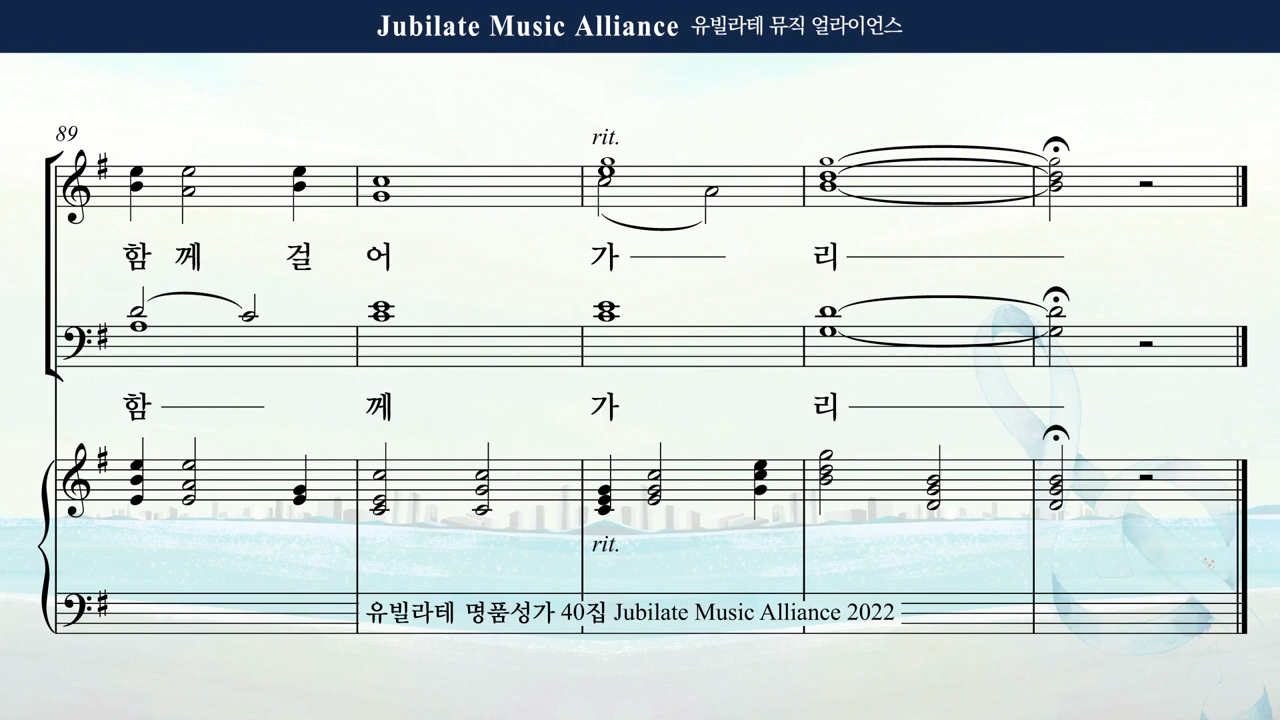 Jubilate Music Alliance 유빌라테 뮤직 얼라이언스
89
rit.
함 께 걸 어 가 리
함 께 가 리
rit.
유빌라테 명품성가 40집 Jubilate Music Alliance 2022